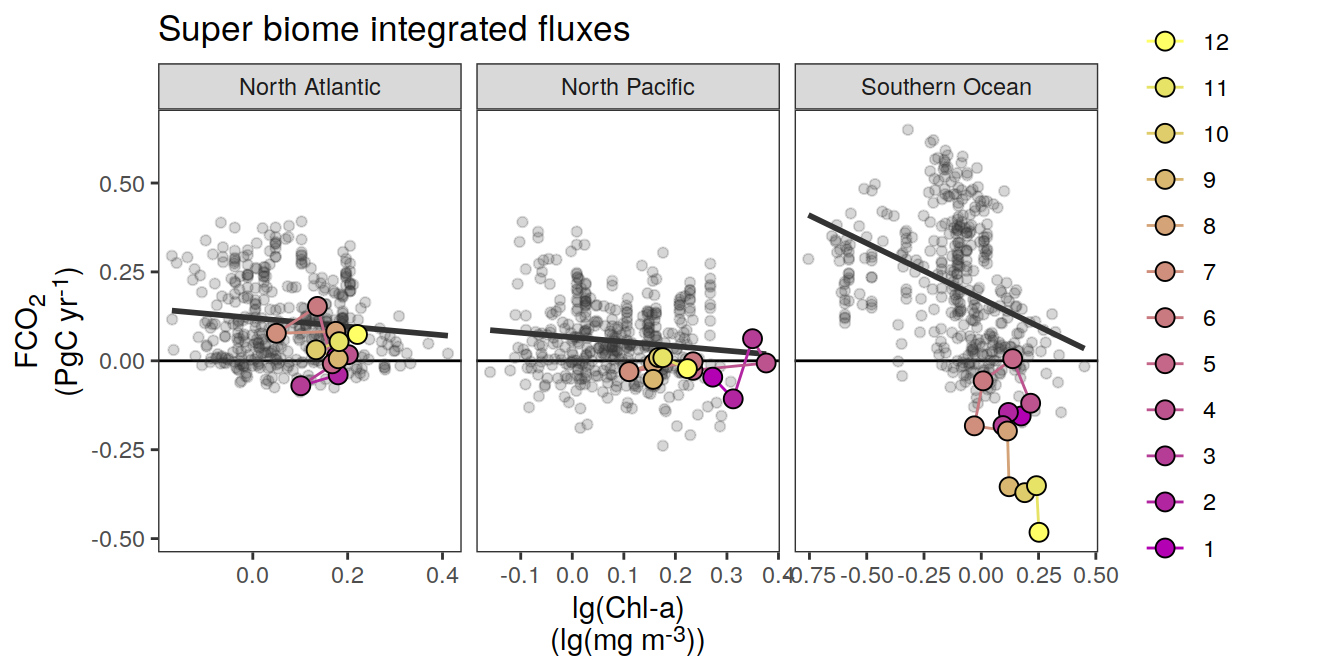 Super biome integrated fluxes
North Atlantic
North Pacific
Southern Ocean
0.50
0.25
0.00
-0.25
-0.50
FCO2
(PgC yr-1)
0.0 0.2 0.4
-0.1 0.0 0.1 0.2 0.3 0.4
0.75 -0.50 -0.25 0.00 0.25 0.50
lg(Chl-a)
(lg(mg m-3))
12
11
10
9
8
7
6
5
4
3
2
1